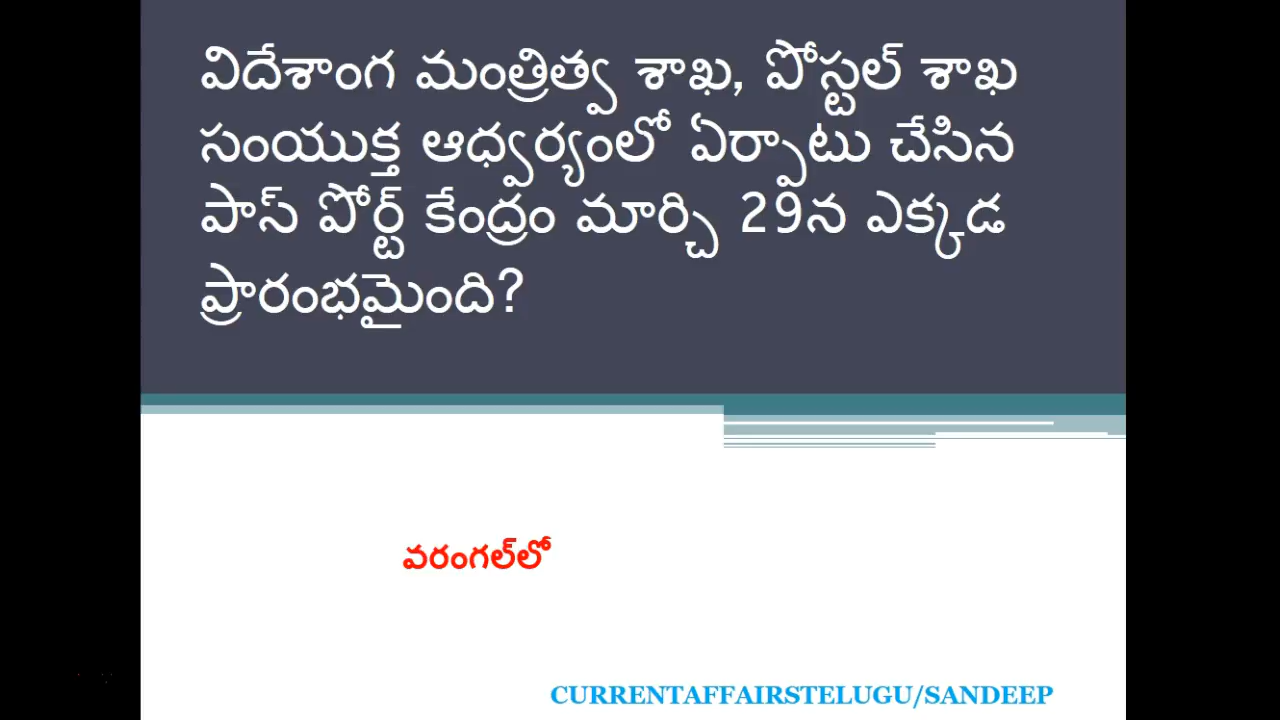 విదేశాంగ మంత్రిత్వ శాఖ, పోస్టల్ శాఖ
సంయుక్త ఆధ్వర్యంలో ఏర్పాటు చేసిన
పాస్ పోర్ట్ కేంద్రం మార్చి 29న ఎక్కడ
ప్రారంభమైంది?
వరంగల్‌లో
CURRENTAFFAIRSTELUGU/SANDEEP